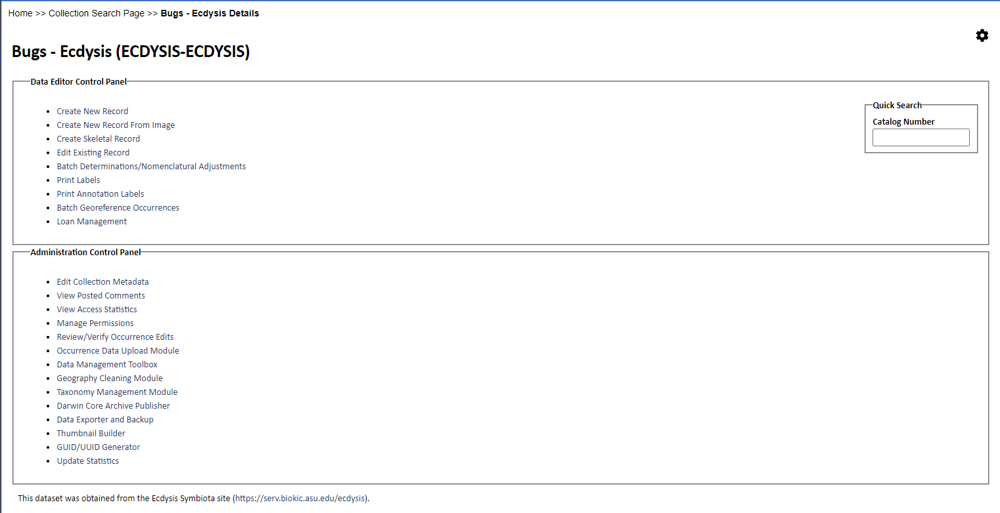 Home >> Collection Search Page >> Bugs - Ecdysis Details
Bugs - Ecdysis (ECDYSIS-ECDYSIS)
Data Editor Control Panel
Create New Record
Create New Record From Image
Create Skeletal Record
Edit Existing Record
Batch Determinations/Nomenclatural Adjustments
Print Labels
Print Annotation Labels
Batch Georeference Occurrences
Loan Management
Quick Search
Catalog Number
Administration Control Panel
Edit Collection Metadata
View Posted Comments
View Access Statistics
Manage Permissions
Review/Verify Occurrence Edits
Occurrence Data Upload Module
Data Management Toolbox
Geography Cleaning Module
Taxonomy Management Module
Darwin Core Archive Publisher
Data Exporter and Backup
Thumbnail Builder
GUID/UUID Generator
Update Statistics
This dataset was obtained from the Ecdysis Symbiota site (https://serv.biokic.asu.edu/ecdysis).